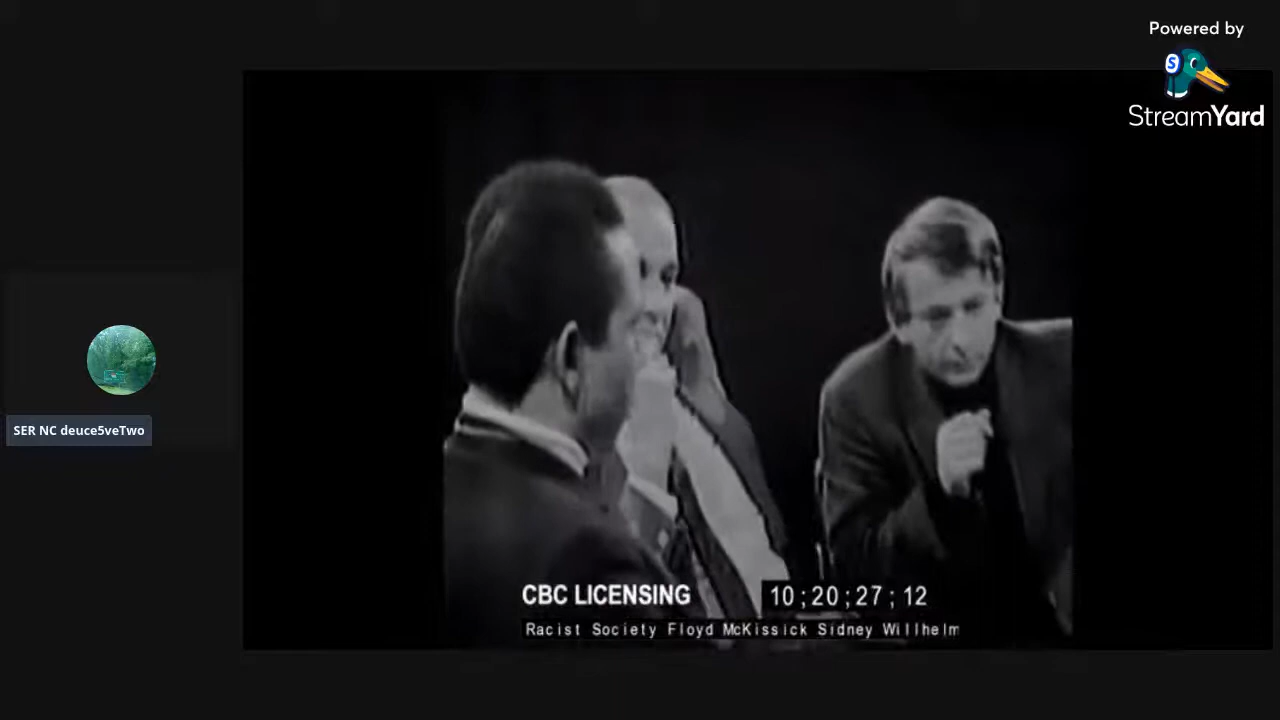 Powered by
StreamYard
SER NC deuce5veTwo
CBC LICENSING 10;20;27;12
Racist Society Floyd McKissick Sidney Willhelm